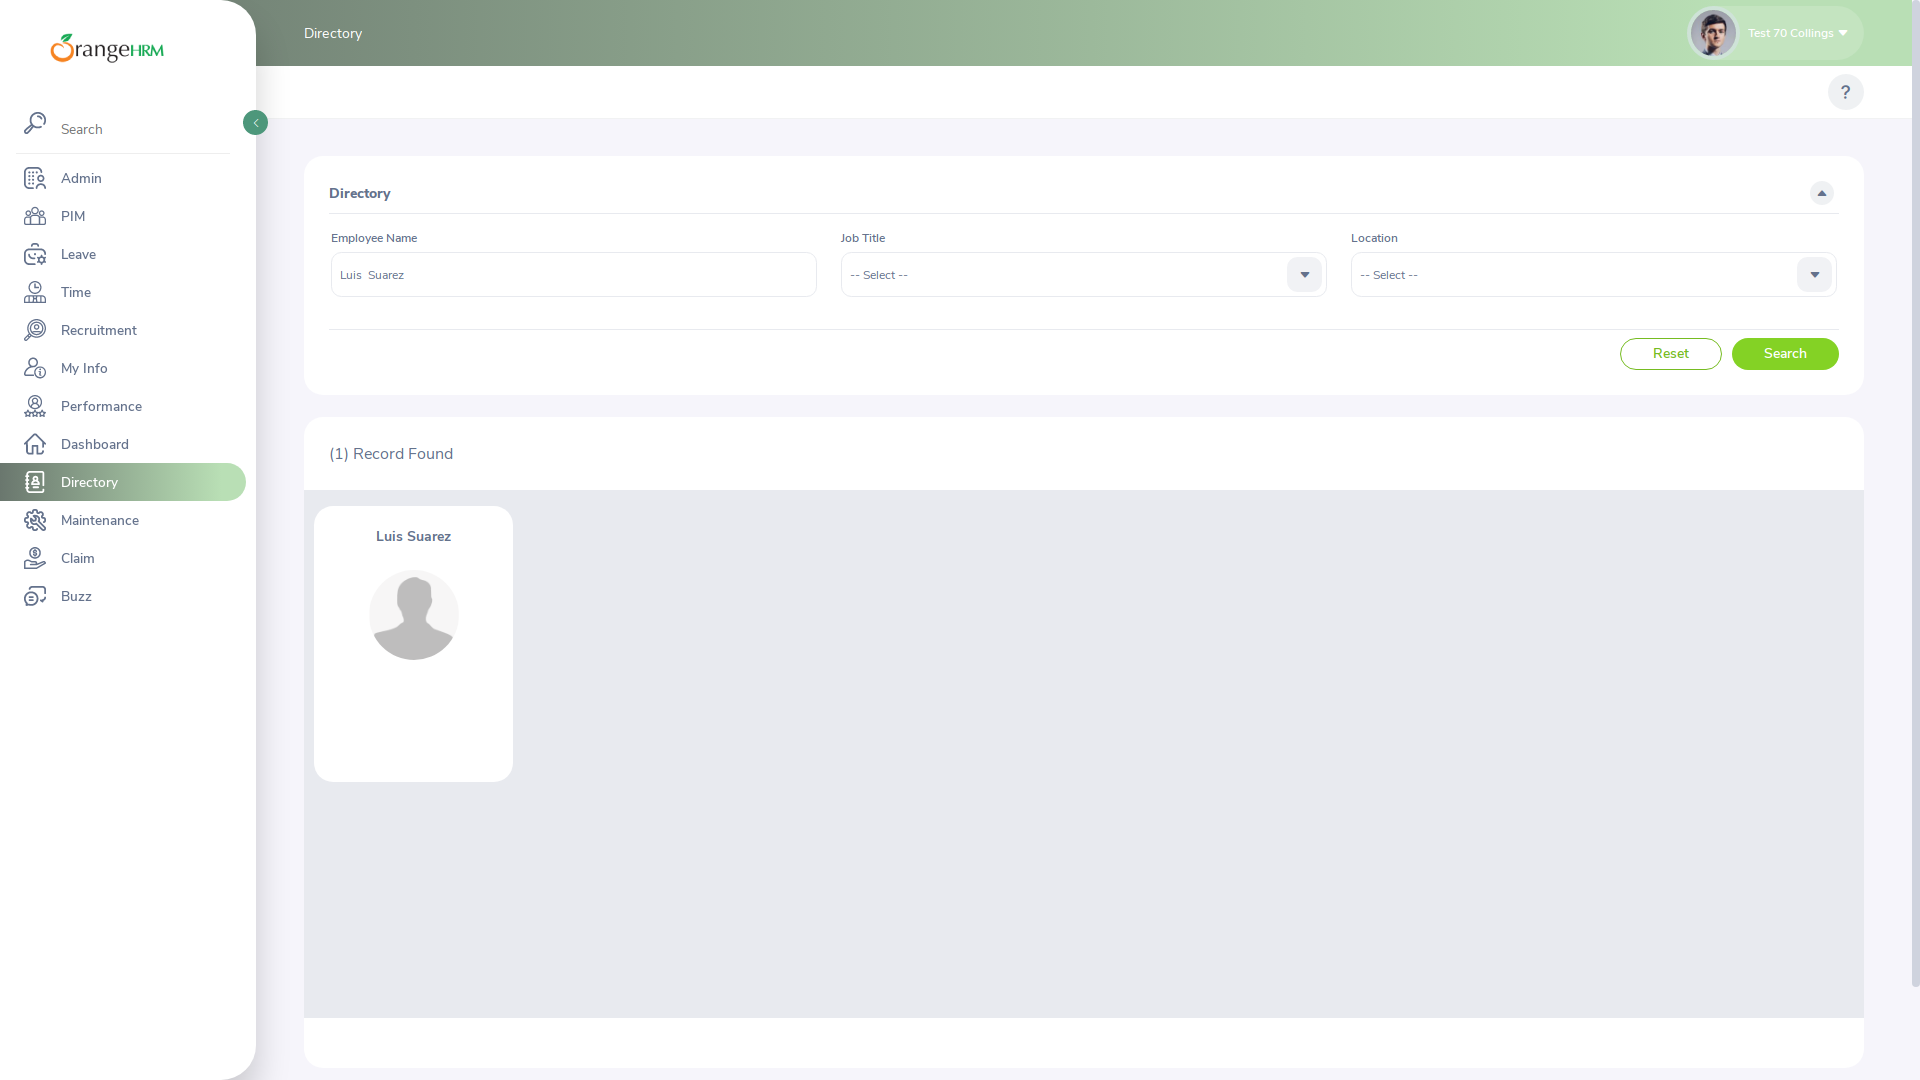 OrangeHRM
Directory
Test 70 Collings
?
Search
Admin
PIM
Leave
Time
Recruitment
My Info
Performance
Dashboard
Directory
Maintenance
Claim
Buzz
Directory
Employee Name
Job Title
Location
Luis  Suarez
-- Select --
-- Select --
Reset
Search
(1) Record Found
Luis Suarez